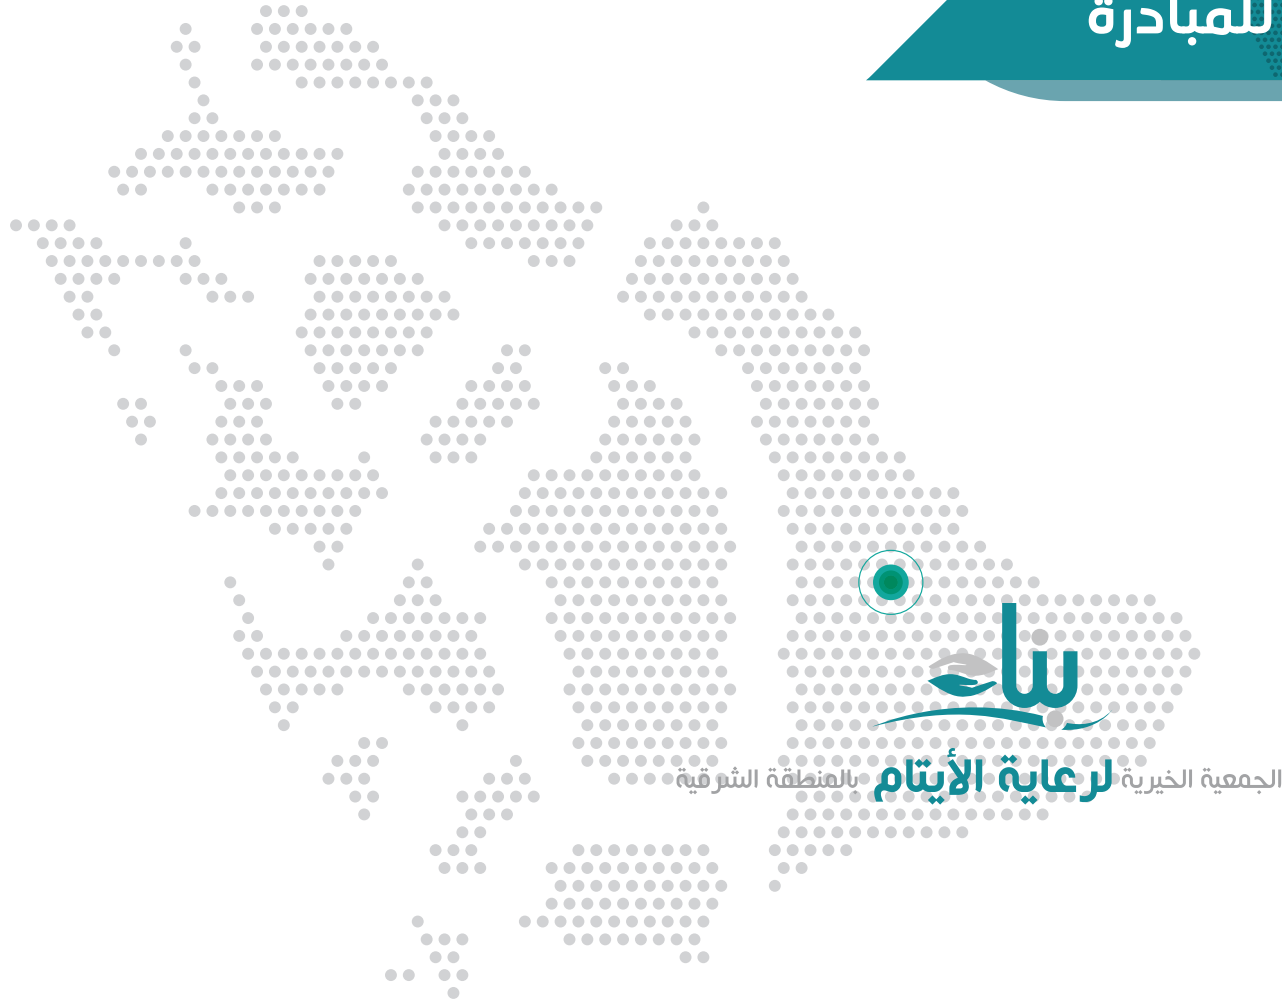 للمبادرة
بناء
الجمعية الخيرية لرعاية الأيتام بالمنطقة الشرقية